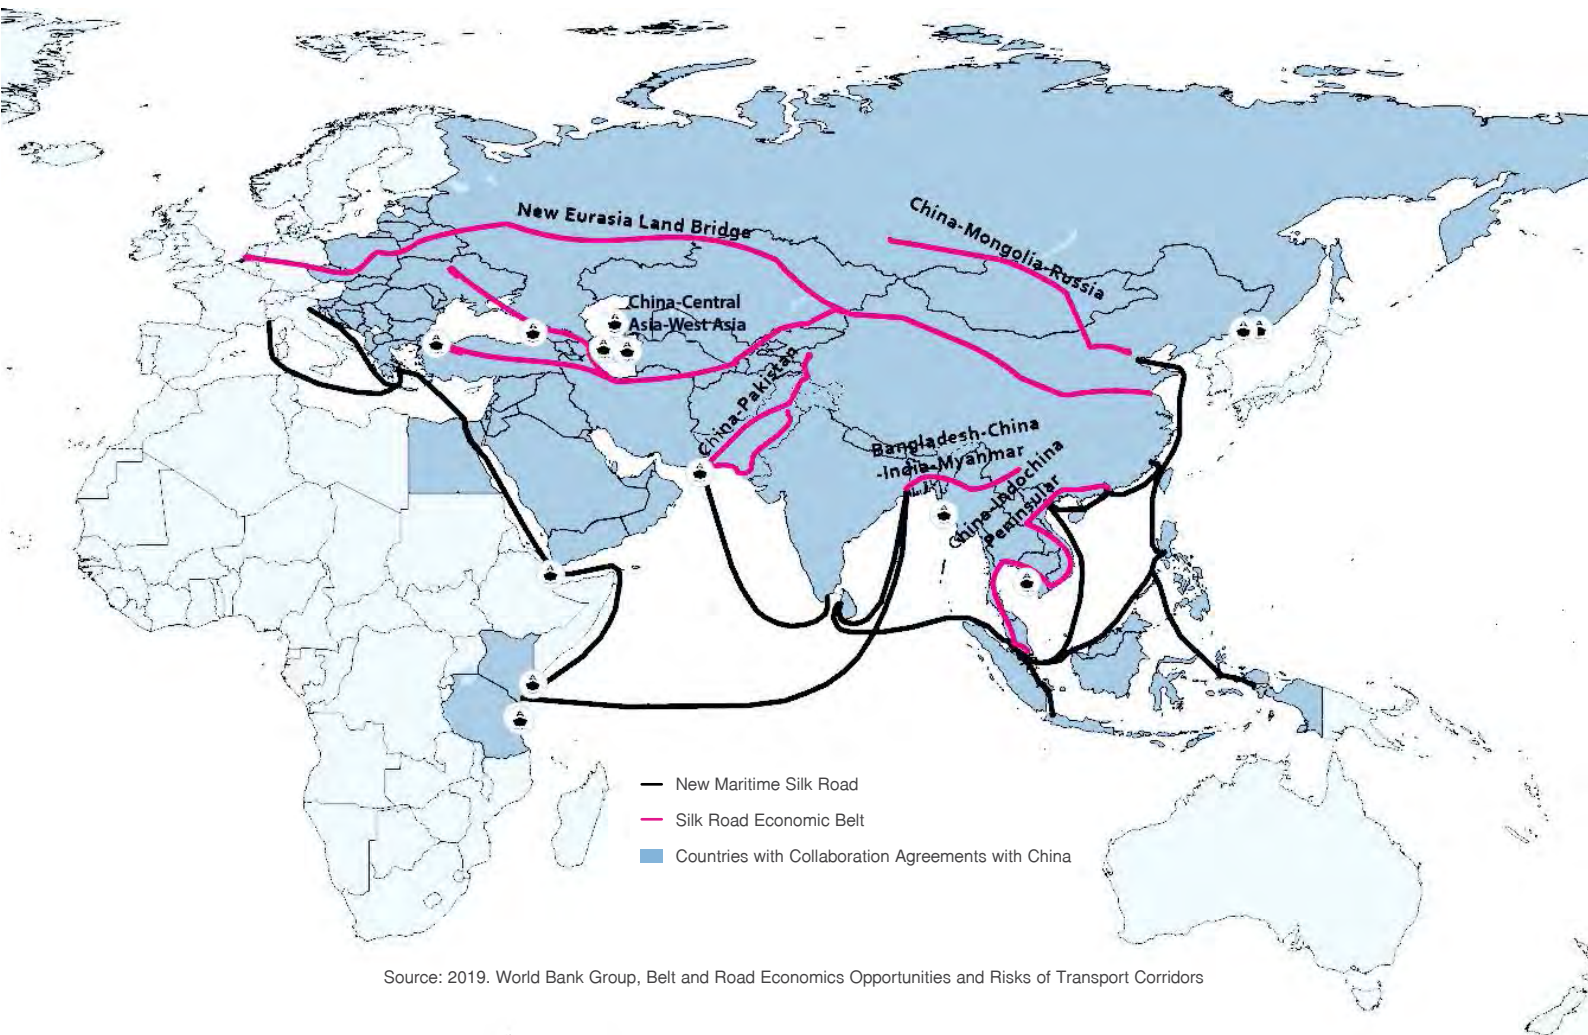 China-Mongolia-Russia
New Eurasia Land Bridge
China-Central
Asia-West Asia
China-Pakistan
Bangladesh-China
-India-Myahmar
China-Indochina
Peninsular
New Maritime Silk Road
Silk Road Economic Belt
Countries with Collaboration Agreements with China
Source: 2019. World Bank Group, Belt and Road Economics Opportunities and Risks of Transport Corridors